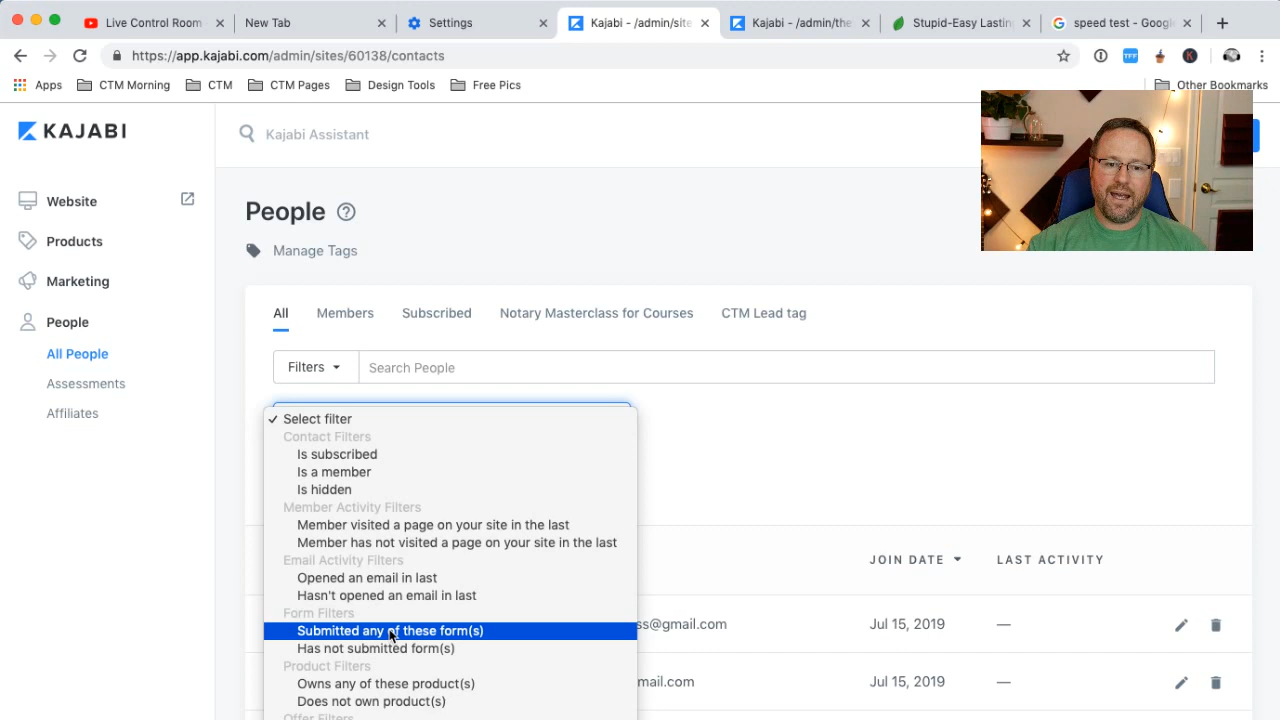 Live Control Room
New Tab
Settings
Kajabi - /admin/site
Kajabi - /admin/the
Stupid-Easy Lastin
speed test - Googl
https://app.kajabi.com/admin/sites/60138/contacts
TFF
K
Apps
CTM Morning
CTM
CTM Pages
Design Tools
Free Pics
Other Bookmarks
KAJABI
Kajabi Assistant
Website
Products
Marketing
People
All People
Assessments
Affiliates
People
Manage Tags
All
Members
Subscribed
Notary Masterclass for Courses
CTM Lead tag
Filters
Search People
Select filter
Contact Filters
Is subscribed
Is a member
Is hidden
Member Activity Filters
Member visited a page on your site in the last
Member has not visited a page on your site in the last
Email Activity Filters
Opened an email in last
Hasn't opened an email in last
Form Filters
Submitted any of these form(s)
Has not submitted form(s)
Product Filters
Owns any of these product(s)
Does not own product(s)
Offer Filters
JOIN DATE
LAST ACTIVITY
ss@gmail.com
Jul 15, 2019
—
mail.com
Jul 15, 2019
—